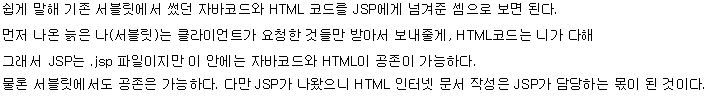 쉽게 말해 기존 서블릿에서 썼던 자바코드와 HTML 코드를 JSP에게 넘겨준 셈으로 보면 된다.
먼저 나온 늙은 나(서블릿)는 클라이언트가 요청한 것들만 받아서 보내줄게, HTML코드는 니가 다해
그래서 JSP는 .jsp 파일이지만 이 안에는 자바코드와 HTML이 공존이 가능하다.
물론 서블릿에서도 공존은 가능하다. 다만 JSP가 나왔으니 HTML 인터넷 문서 작성은 JSP가 담당하는 몫이 된 것이다.